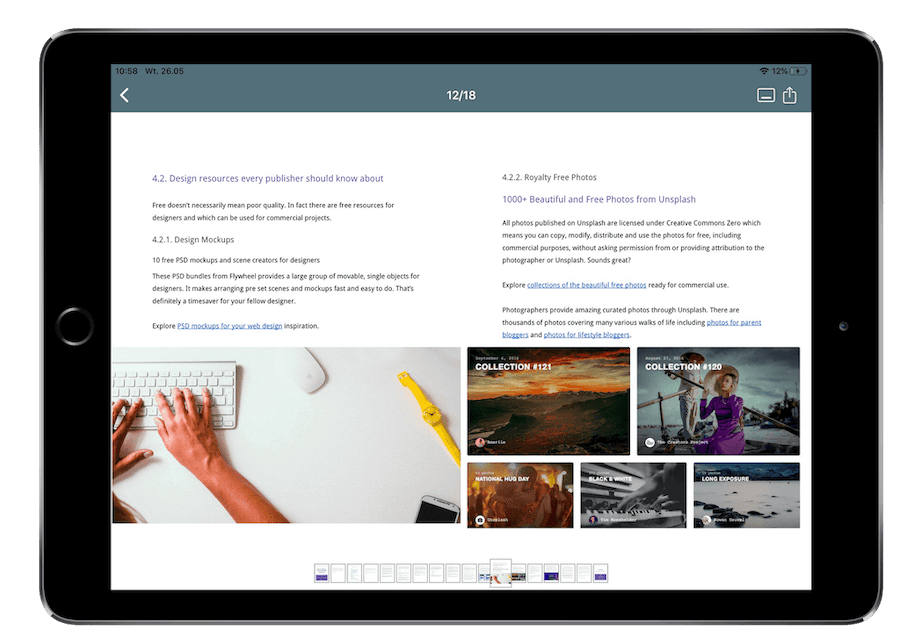 10:58 Wt. 26.05
12%
12/18
4.2. Design resources every publisher should know about
Free doesn't necessarily mean poor quality. In fact there are free resources for
designers and which can be used for commercial projects.
4.2.1. Design Mockups
10 free PSD mockups and scene creators for designers
These PSD bundles from Flywheel provides a large group of movable, single objects for
designers. It makes arranging pre set scenes and mockups fast and easy to do. That's
definitely a timesaver for your fellow designer.
Explore PSD mockups for your web design inspiration.
4.2.2. Royalty Free Photos
1000+ Beautiful and Free Photos from Unsplash
All photos published on Unsplash are licensed under Creative Commons Zero which
means you can copy, modify, distribute and use the photos for free, including
commercial purposes, without asking permission from or providing attribution to the
photographer or Unsplash. Sounds great?
Explore collections of the beautiful free photos ready for commercial use.
Photographers provide amazing curated photos through Unsplash. There are
thousands of photos covering many various walks of life including photos for parent
bloggers and photos for lifestyle bloggers.
September 6, 2016
COLLECTION #121
August 27, 2016
COLLECTION #120
The Creators Project
photos
NATIONAL HUG DAY
Unsplash
photos
BLACK & WHITE
photos
LONG EXPOSURE